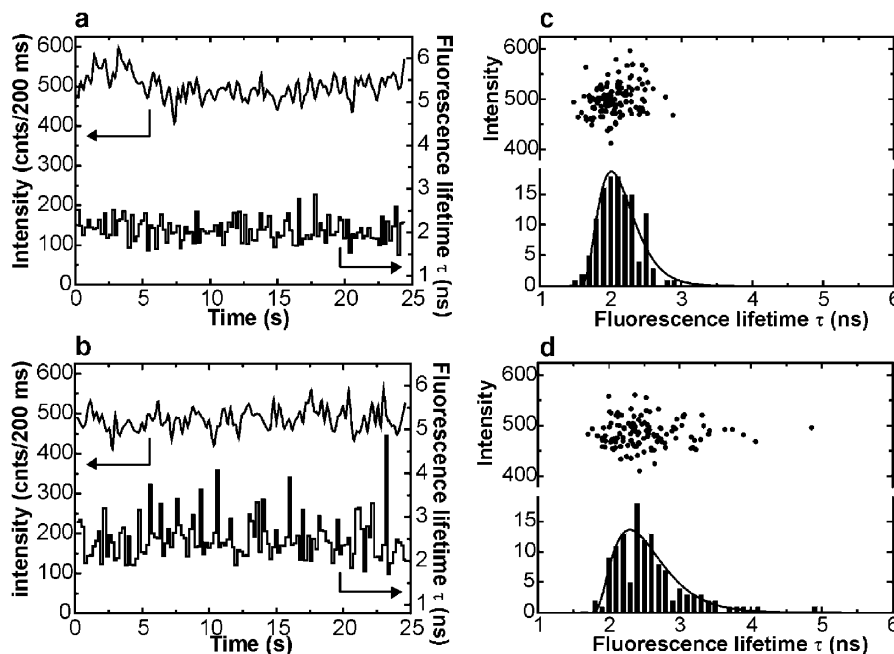 a
Intensity (cnts/200 ms)
600
500
400
300
200
100
0
6
5
4
3
2
1
Fluorescence lifetime τ (ns)
0 5 10 15 20 25
Time (s)
c
Intensity
600
500
400
15
10
5
0
1 2 3 4 5 6
Fluorescence lifetime τ (ns)
b
intensity (cnts/200 ms)
600
500
400
300
200
100
0
6
5
4
3
2
1
Fluorescence lifetime τ (ns)
0 5 10 15 20 25
Time (s)
d
Intensity
600
500
400
15
10
5
0
1 2 3 4 5 6
Fluorescence lifetime τ (ns)